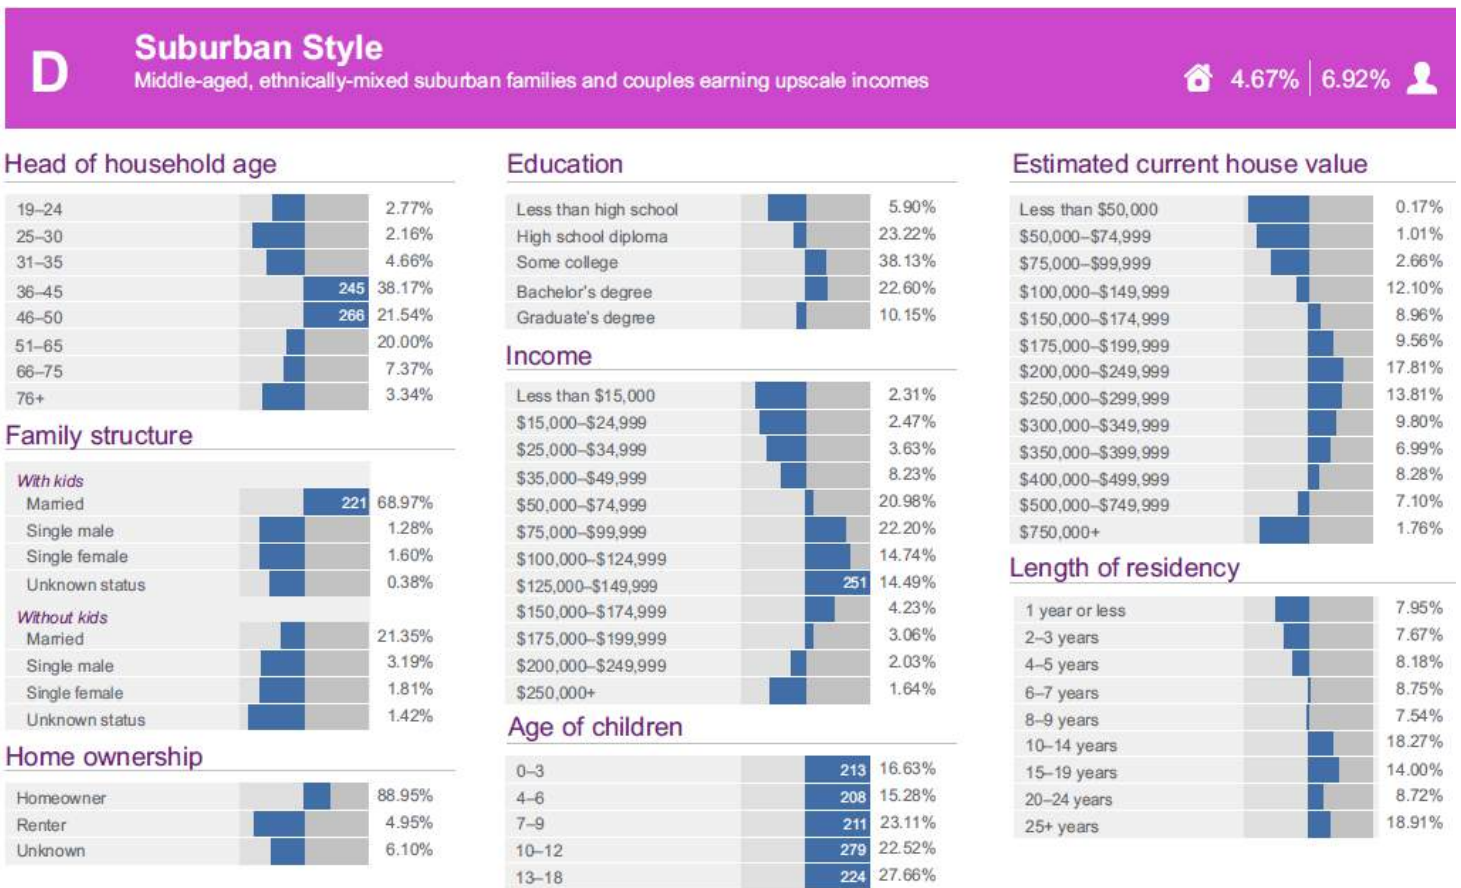 D
Suburban Style
Middle-aged, ethnically-mixed suburban families and couples earning upscale incomes
4.67% 6.92%
Head of household age
19–24 2.77%
25–30 2.16%
31–35 4.66%
36–45 245 38.17%
46–50 266 21.54%
51–65 20.00%
66–75 7.37%
76+ 3.34%
Family structure
With kids
Married 221 68.97%
Single male 1.28%
Single female 1.60%
Unknown status 0.38%
Without kids
Married 21.35%
Single male 3.19%
Single female 1.81%
Unknown status 1.42%
Home ownership
Homeowner 88.95%
Renter 4.95%
Unknown 6.10%
Education
Less than high school 5.90%
High school diploma 23.22%
Some college 38.13%
Bachelor's degree 22.60%
Graduate's degree 10.15%
Income
Less than $15,000 2.31%
$15,000–$24,999 2.47%
$25,000–$34,999 3.63%
$35,000–$49,999 8.23%
$50,000–$74,999 20.98%
$75,000–$99,999 22.20%
$100,000–$124,999 14.74%
$125,000–$149,999 251 14.49%
$150,000–$174,999 4.23%
$175,000–$199,999 3.06%
$200,000–$249,999 2.03%
$250,000+ 1.64%
Age of children
0–3 213 16.63%
4–6 208 15.28%
7–9 211 23.11%
10–12 279 22.52%
13–18 224 27.66%
Estimated current house value
Less than $50,000 0.17%
$50,000–$74,999 1.01%
$75,000–$99,999 2.66%
$100,000–$149,999 12.10%
$150,000–$174,999 8.96%
$175,000–$199,999 9.56%
$200,000–$249,999 17.81%
$250,000–$299,999 13.81%
$300,000–$349,999 9.80%
$350,000–$399,999 6.99%
$400,000–$499,999 8.28%
$500,000–$749,999 7.10%
$750,000+ 1.76%
Length of residency
1 year or less 7.95%
2–3 years 7.67%
4–5 years 8.18%
6–7 years 8.75%
8–9 years 7.54%
10–14 years 18.27%
15–19 years 14.00%
20–24 years 8.72%
25+ years 18.91%